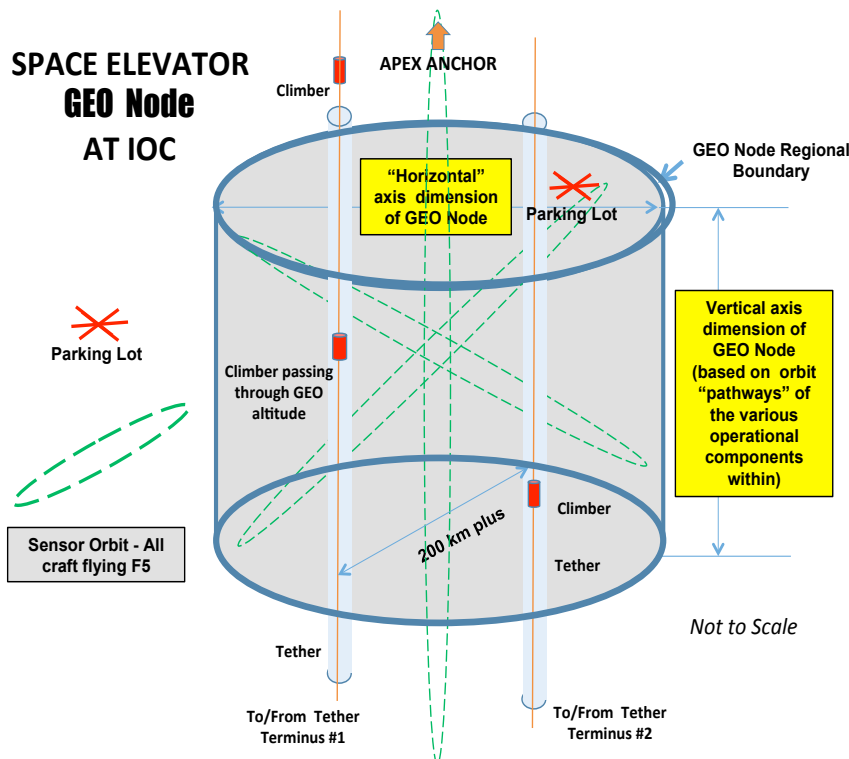 SPACE ELEVATOR
GEO Node
AT IOC
APEX ANCHOR
Climber
GEO Node Regional
Boundary
“Horizontal”
axis dimension
of GEO Node
Parking Lot
Parking Lot
Vertical axis
dimension of
GEO Node
(based on orbit
“pathways” of
the various
operational
components
within)
Climber passing
through GEO
altitude
200 km plus
Climber
Tether
Sensor Orbit - All
craft flying F5
Not to Scale
Tether
To/From Tether
Terminus #1
To/From Tether
Terminus #2